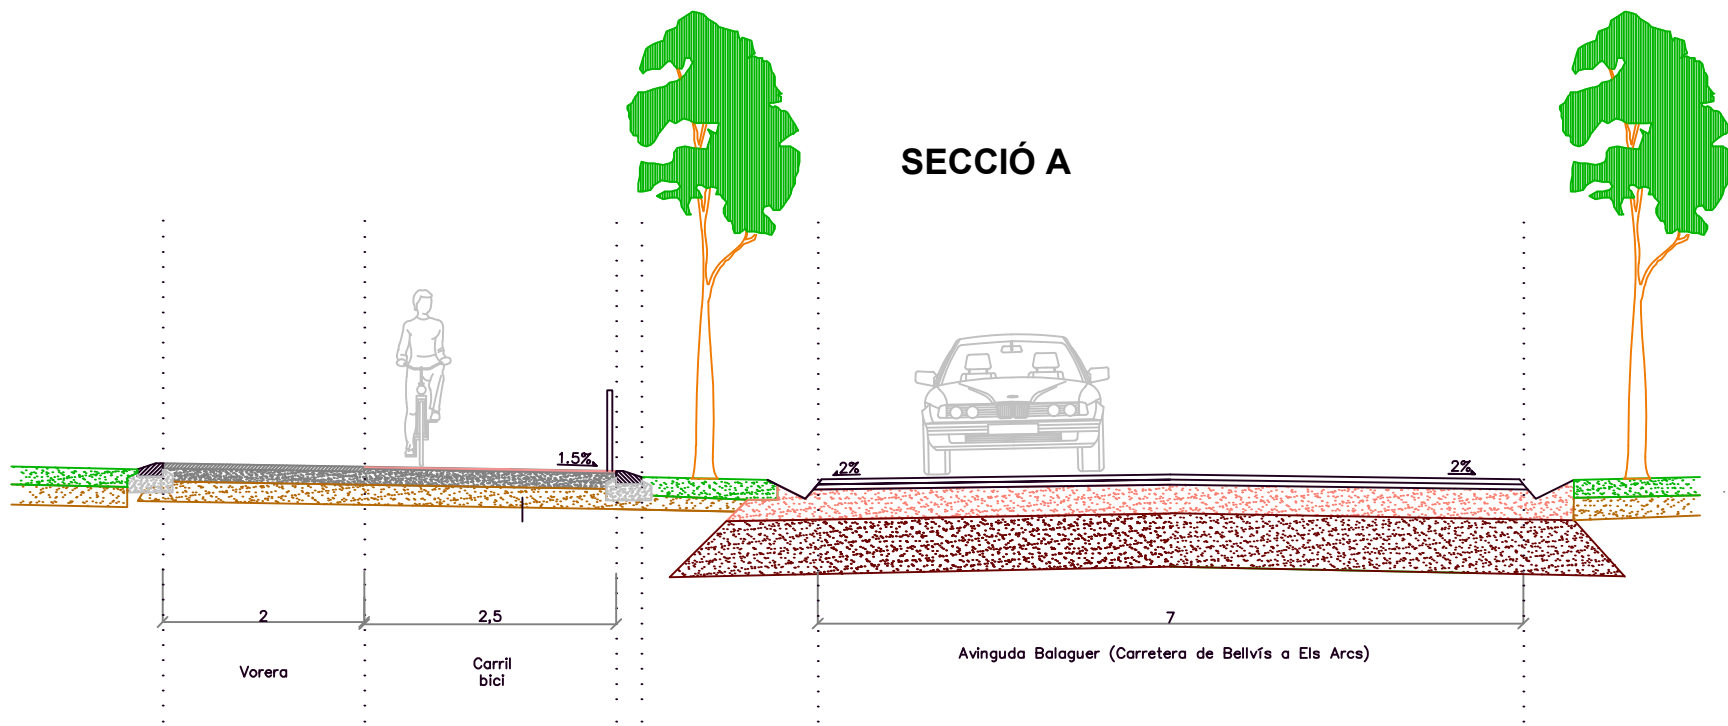 SECCIÓ A
1.5%
2%
2%
2
2,5
7
Vorera
Carril
bici
Avinguda Balaguer (Carretera de Bellvís a Els Arcs)